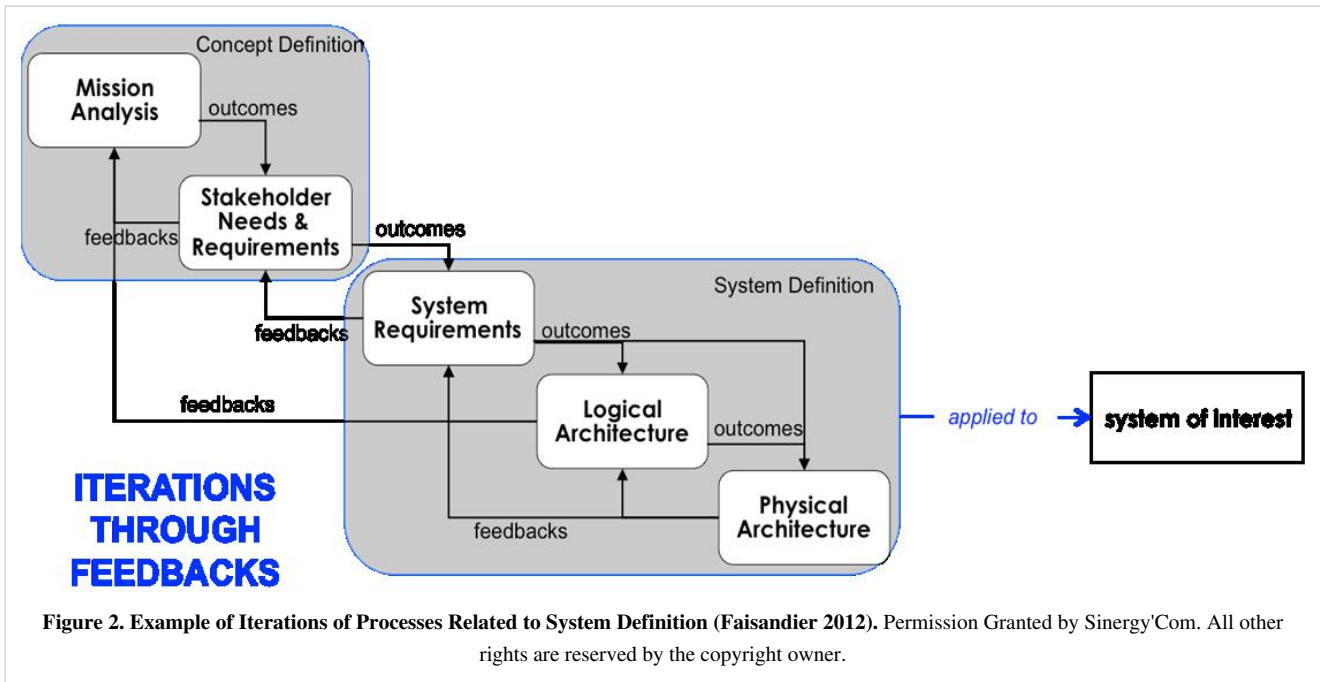 Concept Definition
Mission
Analysis
outcomes
Stakeholder
Needs &
Requirements
feedbacks
outcomes
System Definition
System
Requirements
feedbacks
outcomes
feedbacks
Logical
Architecture
outcomes
applied to
system of interest
Physical
Architecture
feedbacks
ITERATIONS
THROUGH
FEEDBACKS
Figure 2. Example of Iterations of Processes Related to System Definition (Faisandier 2012). Permission Granted by Sinergy'Com. All other
rights are reserved by the copyright owner.